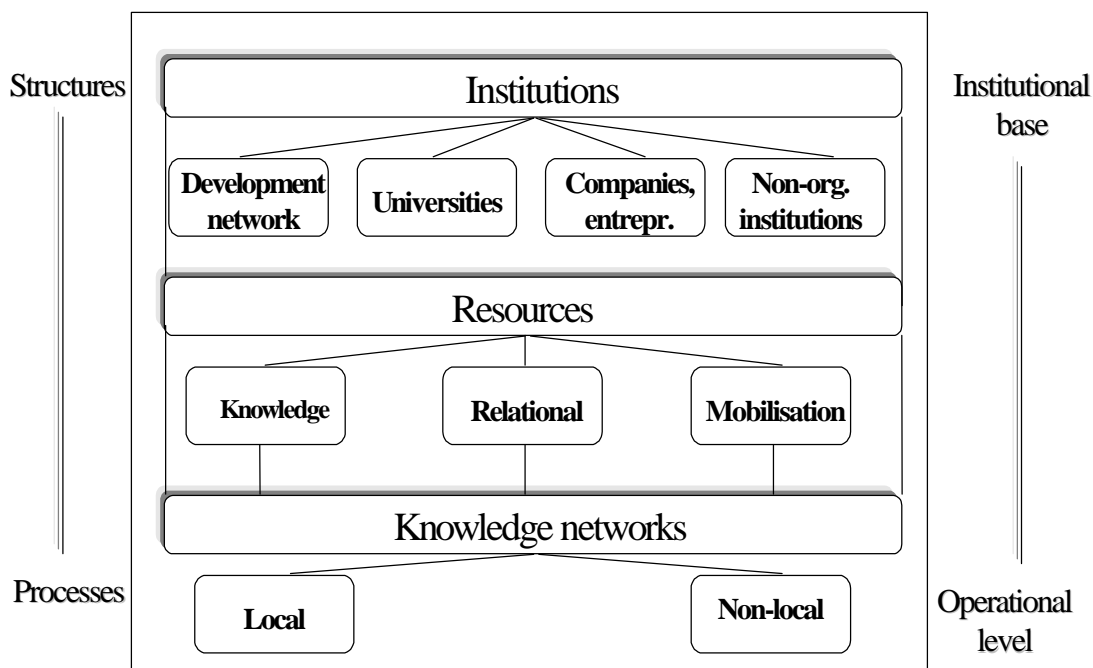 Structures
Institutions
Institutional
base
Development
network
Universities
Companies,
entrepr.
Non-org.
institutions
Resources
Knowledge
Relational
Mobilisation
Knowledge networks
Processes
Local
Non-local
Operational
level